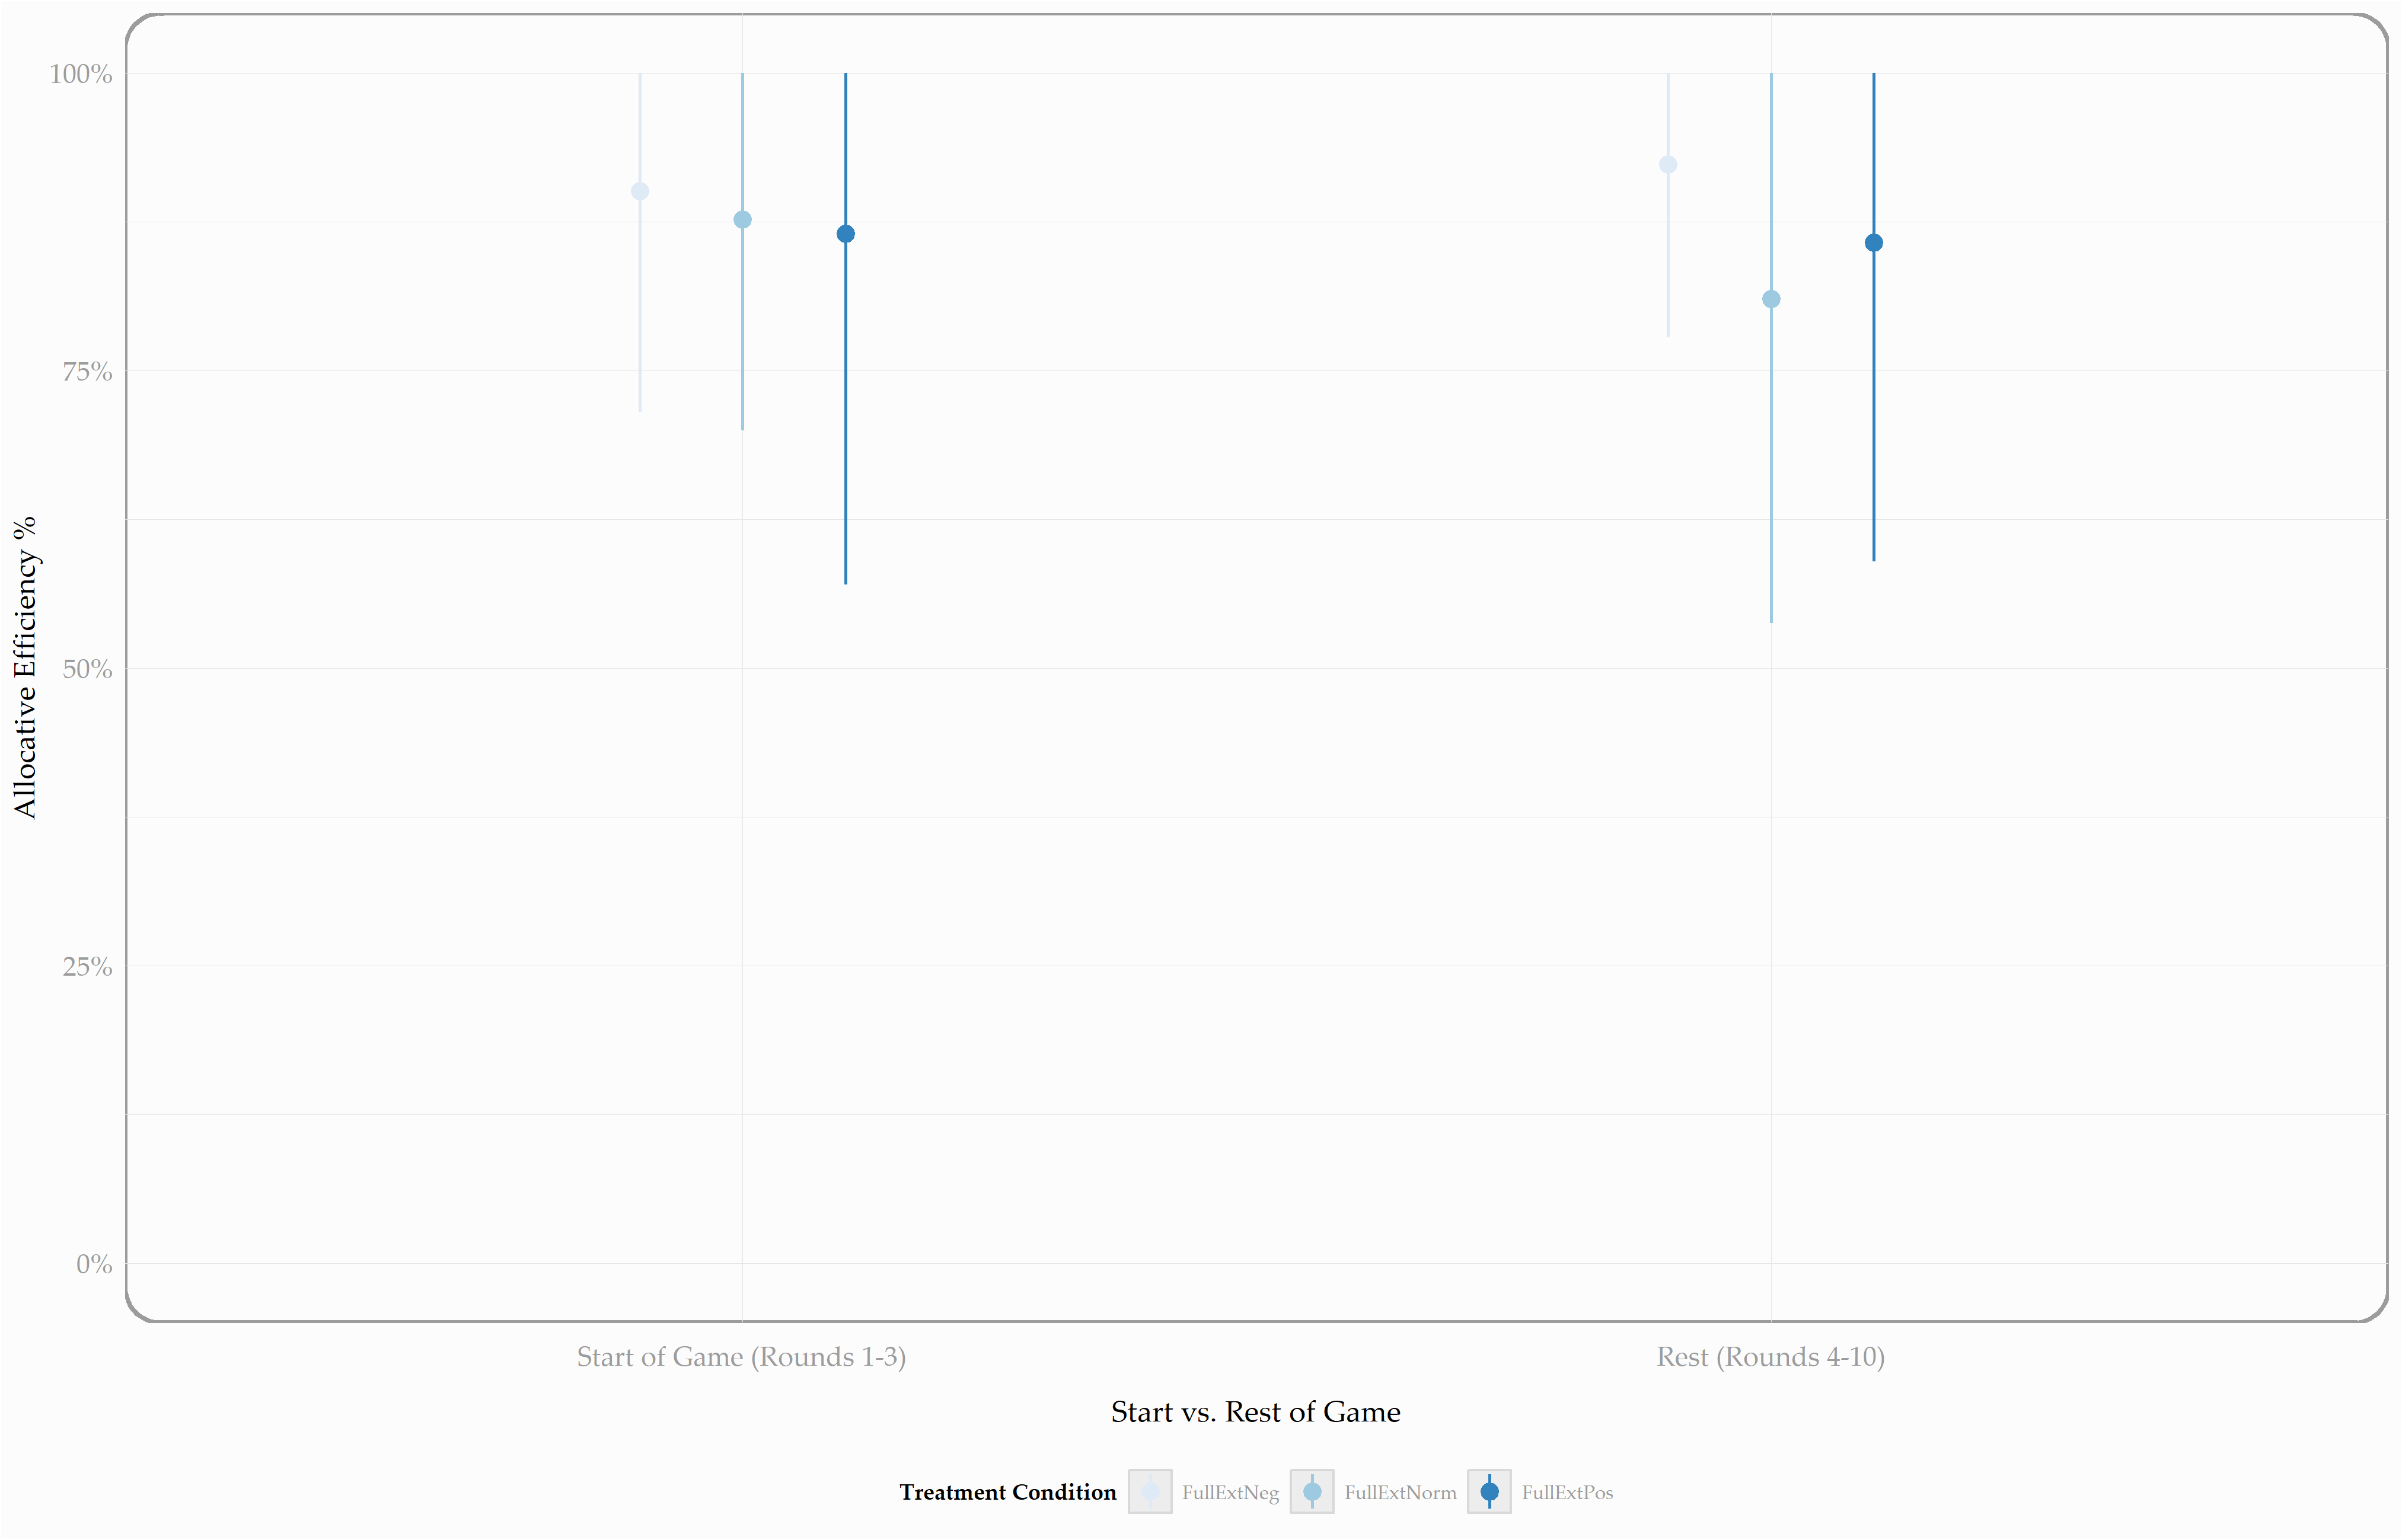 Allocative Efficiency %
100%
75%
50%
25%
0%
Start of Game (Rounds 1-3)
Rest (Rounds 4-10)
Start vs. Rest of Game
Treatment Condition FullExtNeg FullExtNorm FullExtPos